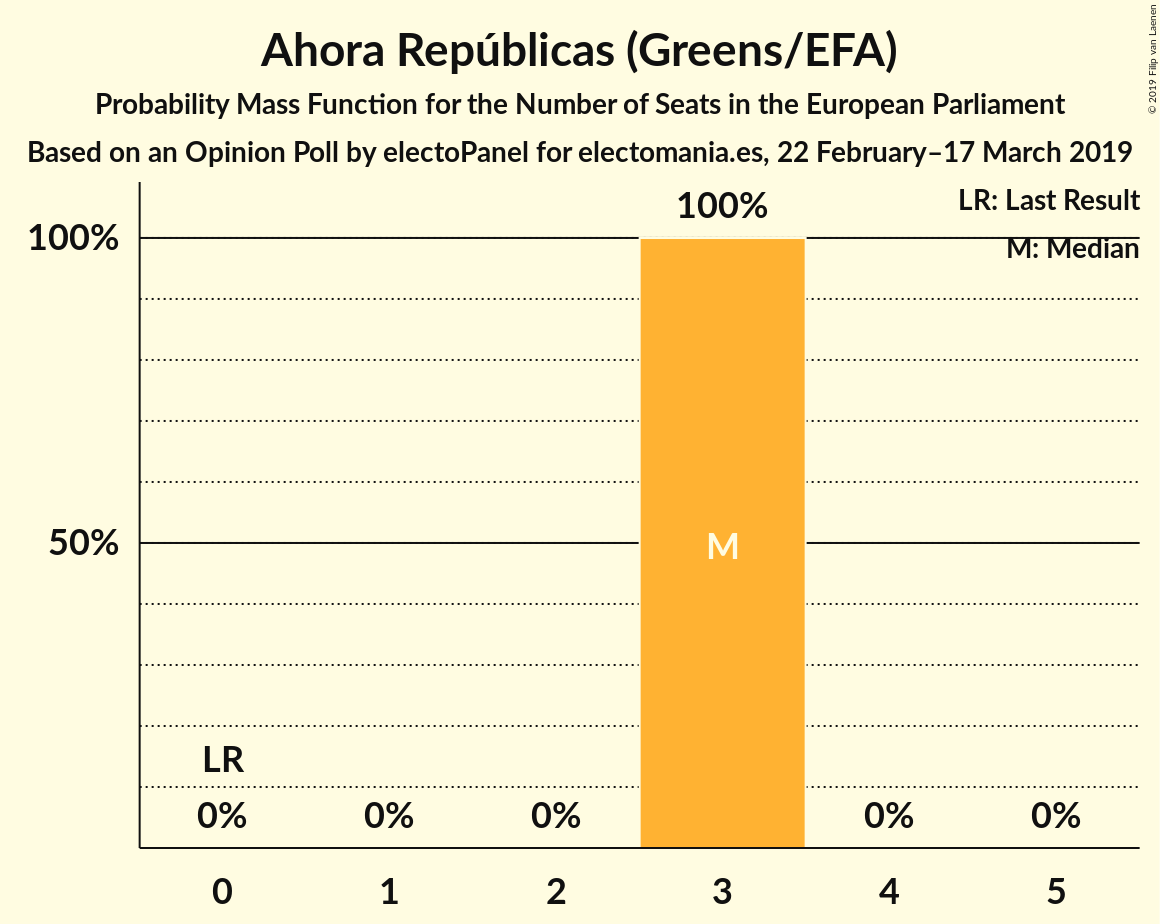 Ahora Repúblicas (Greens/EFA)
Probability Mass Function for the Number of Seats in the European Parliament
Based on an Opinion Poll by electoPanel for electomania.es, 22 February–17 March 2019
© 2019 Filip van Laenen
LR: Last Result
M: Median
100%
100%
50%
M
LR
0%
0%
0%
0%
0%
0
1
2
3
4
5